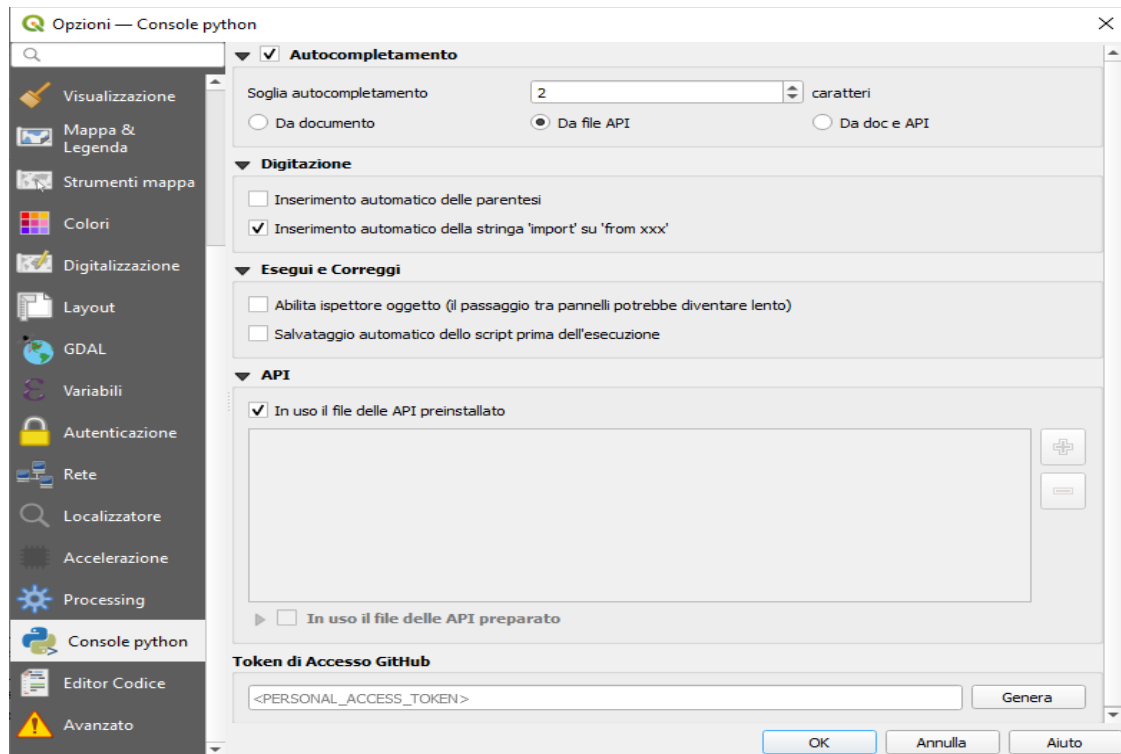 Opzioni — Console python
Visualizzazione
Mappa &
Legenda
Strumenti mappa
Colori
Digitalizzazione
Layout
GDAL
Variabili
Autenticazione
Rete
Localizzatore
Accelerazione
Processing
Console python
Editor Codice
Avanzato
Autocompletamento
Soglia autocompletamento 2 caratteri
Da documento Da file API Da doc e API
Digitazione
Inserimento automatico delle parentesi
Inserimento automatico della stringa 'import' su 'from xxx'
Esegui e Correggi
Abilita ispettore oggetto (il passaggio tra pannelli potrebbe diventare lento)
Salvataggio automatico dello script prima dell'esecuzione
API
In uso il file delle API preinstallato
In uso il file delle API preparato
Token di Accesso GitHub
<PERSONAL_ACCESS_TOKEN> Genera
OK Annulla Aiuto